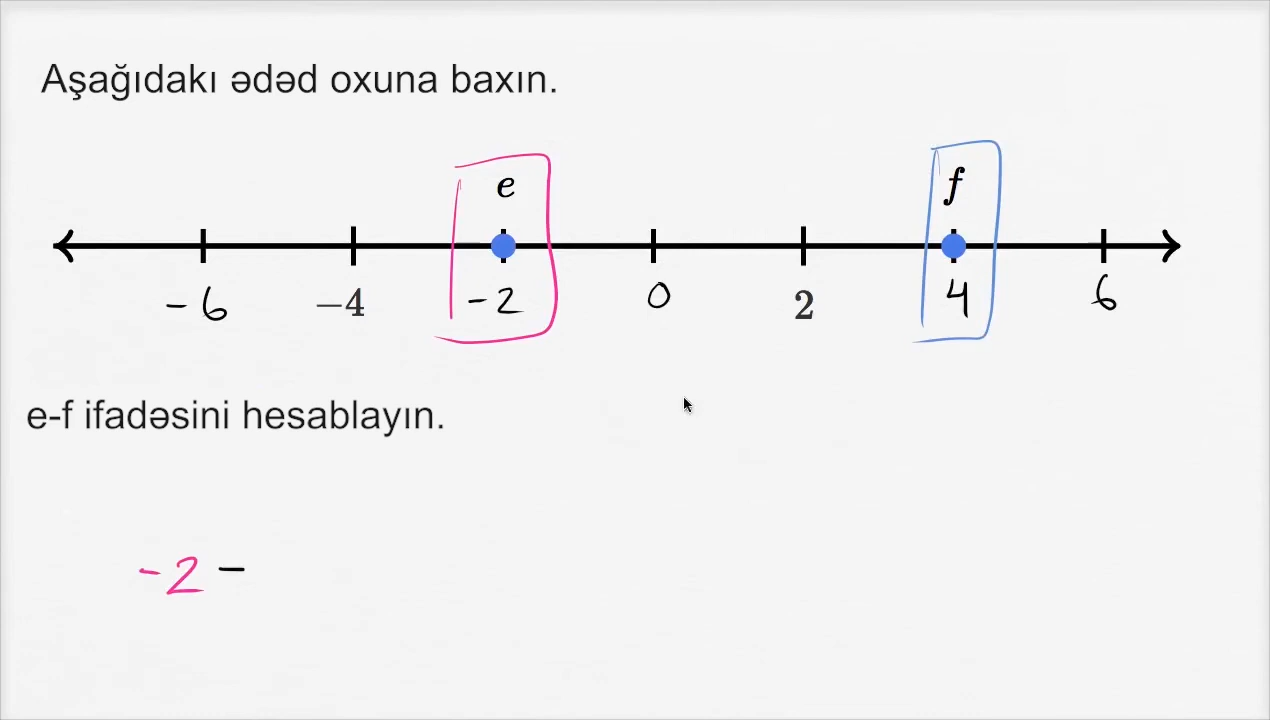 Aşağıdakı ədəd oxuna baxın.
e f
-6 -4 -2 0 2 4 6
e-f ifadəsini hesablayın.
-2 -